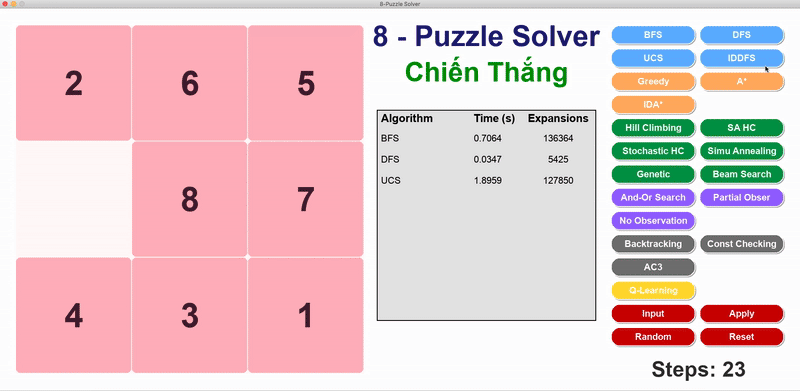 8-Puzzle Solver
2 6 5
8 7
4 3 1
8 - Puzzle Solver
Chiến Thắng
Algorithm Time (s) Expansions
BFS 0.7064 136364
DFS 0.0347 5425
UCS 1.8959 127850
BFS DFS
UCS IDDFS
Greedy A*
IDA*
Hill Climbing SA HC
Stochastic HC Simu Annealing
Genetic Beam Search
And-Or Search Partial Obser
No Observation
Backtracking Const Checking
AC3
Q-Learning
Input Apply
Random Reset
Steps: 23